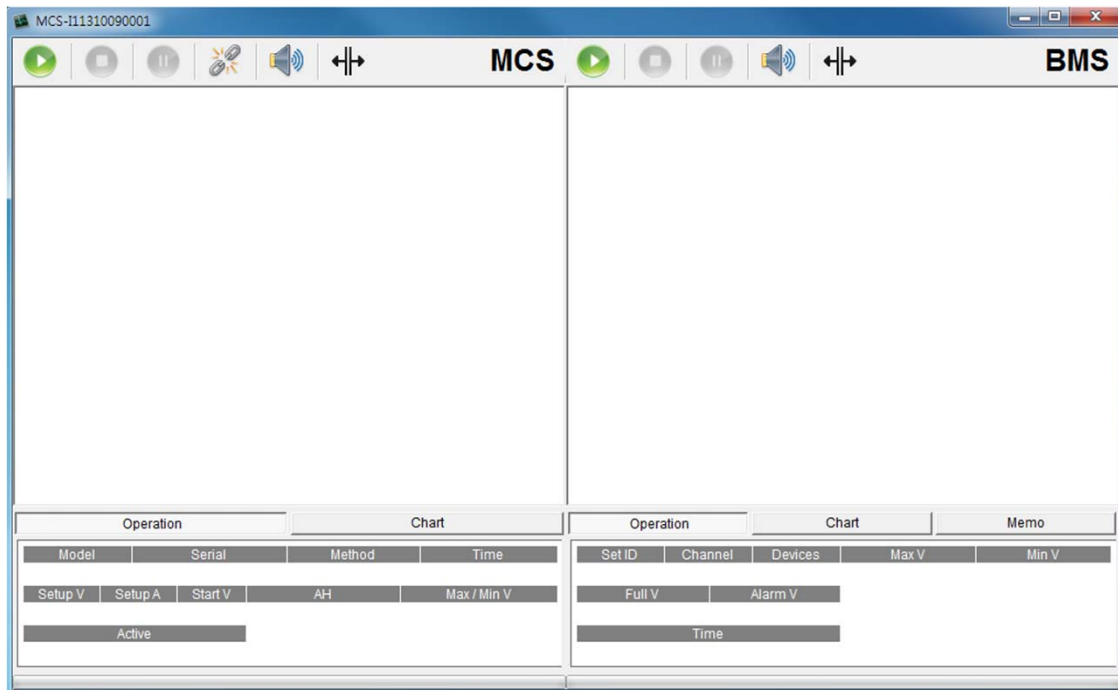 MCS-I11310090001
MCS BMS
Operation Chart Operation Chart Memo
Model Serial Method Time Set ID Channel Devices Max V Min V
Setup V Setup A Start V AH Max / Min V Full V Alarm V
Active Time